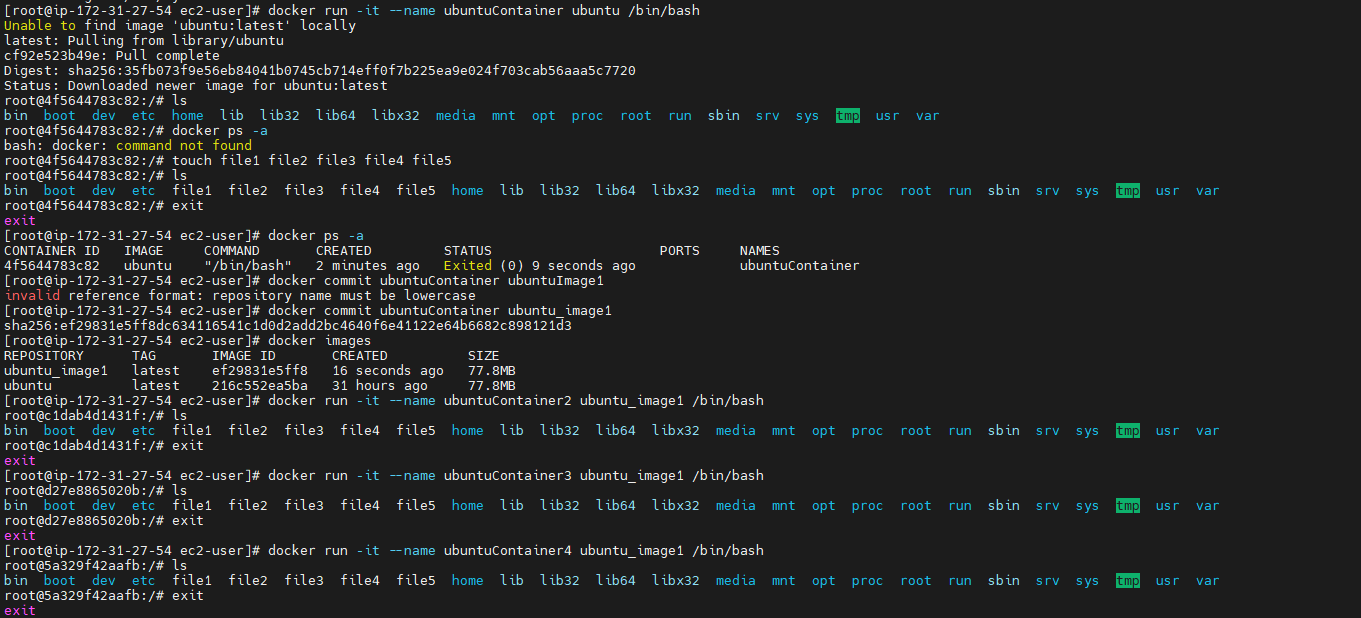 [root@ip-172-31-27-54 ec2-user]# docker run -it --name ubuntuContainer ubuntu /bin/bash
Unable to find image 'ubuntu:latest' locally
latest: Pulling from library/ubuntu
cf92e523b49e: Pull complete
Digest: sha256:35fb073f9e56eb84041b0745cb714eff0f7b225ea9e024f703cab56aaa5c7720
Status: Downloaded newer image for ubuntu:latest
root@4f5644783c82:/# ls
bin  boot  dev  etc  home  lib  lib32  lib64  libx32  media  mnt  opt  proc  root  run  sbin  srv  sys  tmp  usr  var
root@4f5644783c82:/# docker ps -a
bash: docker: command not found
root@4f5644783c82:/# touch file1 file2 file3 file4 file5
root@4f5644783c82:/# ls
bin  boot  dev  etc  file1  file2  file3  file4  file5  home  lib  lib32  lib64  libx32  media  mnt  opt  proc  root  run  sbin  srv  sys  tmp  usr  var
root@4f5644783c82:/# exit
exit
[root@ip-172-31-27-54 ec2-user]# docker ps -a
CONTAINER ID   IMAGE     COMMAND       CREATED         STATUS                     PORTS     NAMES
4f5644783c82   ubuntu    "/bin/bash"   2 minutes ago   Exited (0) 9 seconds ago             ubuntuContainer
[root@ip-172-31-27-54 ec2-user]# docker commit ubuntuContainer ubuntuImage1
invalid reference format: repository name must be lowercase
[root@ip-172-31-27-54 ec2-user]# docker commit ubuntuContainer ubuntu_image1
sha256:ef29831e5ff8dc634116541c1d0d2add2bc4640f6e41122e64b6682c898121d3
[root@ip-172-31-27-54 ec2-user]# docker images
REPOSITORY      TAG       IMAGE ID       CREATED          SIZE
ubuntu_image1   latest    ef29831e5ff8   16 seconds ago   77.8MB
ubuntu          latest    216c552ea5ba   31 hours ago     77.8MB
[root@ip-172-31-27-54 ec2-user]# docker run -it --name ubuntuContainer2 ubuntu_image1 /bin/bash
root@c1dab4d1431f:/# ls
bin  boot  dev  etc  file1  file2  file3  file4  file5  home  lib  lib32  lib64  libx32  media  mnt  opt  proc  root  run  sbin  srv  sys  tmp  usr  var
root@c1dab4d1431f:/# exit
exit
[root@ip-172-31-27-54 ec2-user]# docker run -it --name ubuntuContainer3 ubuntu_image1 /bin/bash
root@d27e8865020b:/# ls
bin  boot  dev  etc  file1  file2  file3  file4  file5  home  lib  lib32  lib64  libx32  media  mnt  opt  proc  root  run  sbin  srv  sys  tmp  usr  var
root@d27e8865020b:/# exit
exit
[root@ip-172-31-27-54 ec2-user]# docker run -it --name ubuntuContainer4 ubuntu_image1 /bin/bash
root@5a329f42aafb:/# ls
bin  boot  dev  etc  file1  file2  file3  file4  file5  home  lib  lib32  lib64  libx32  media  mnt  opt  proc  root  run  sbin  srv  sys  tmp  usr  var
root@5a329f42aafb:/# exit
exit